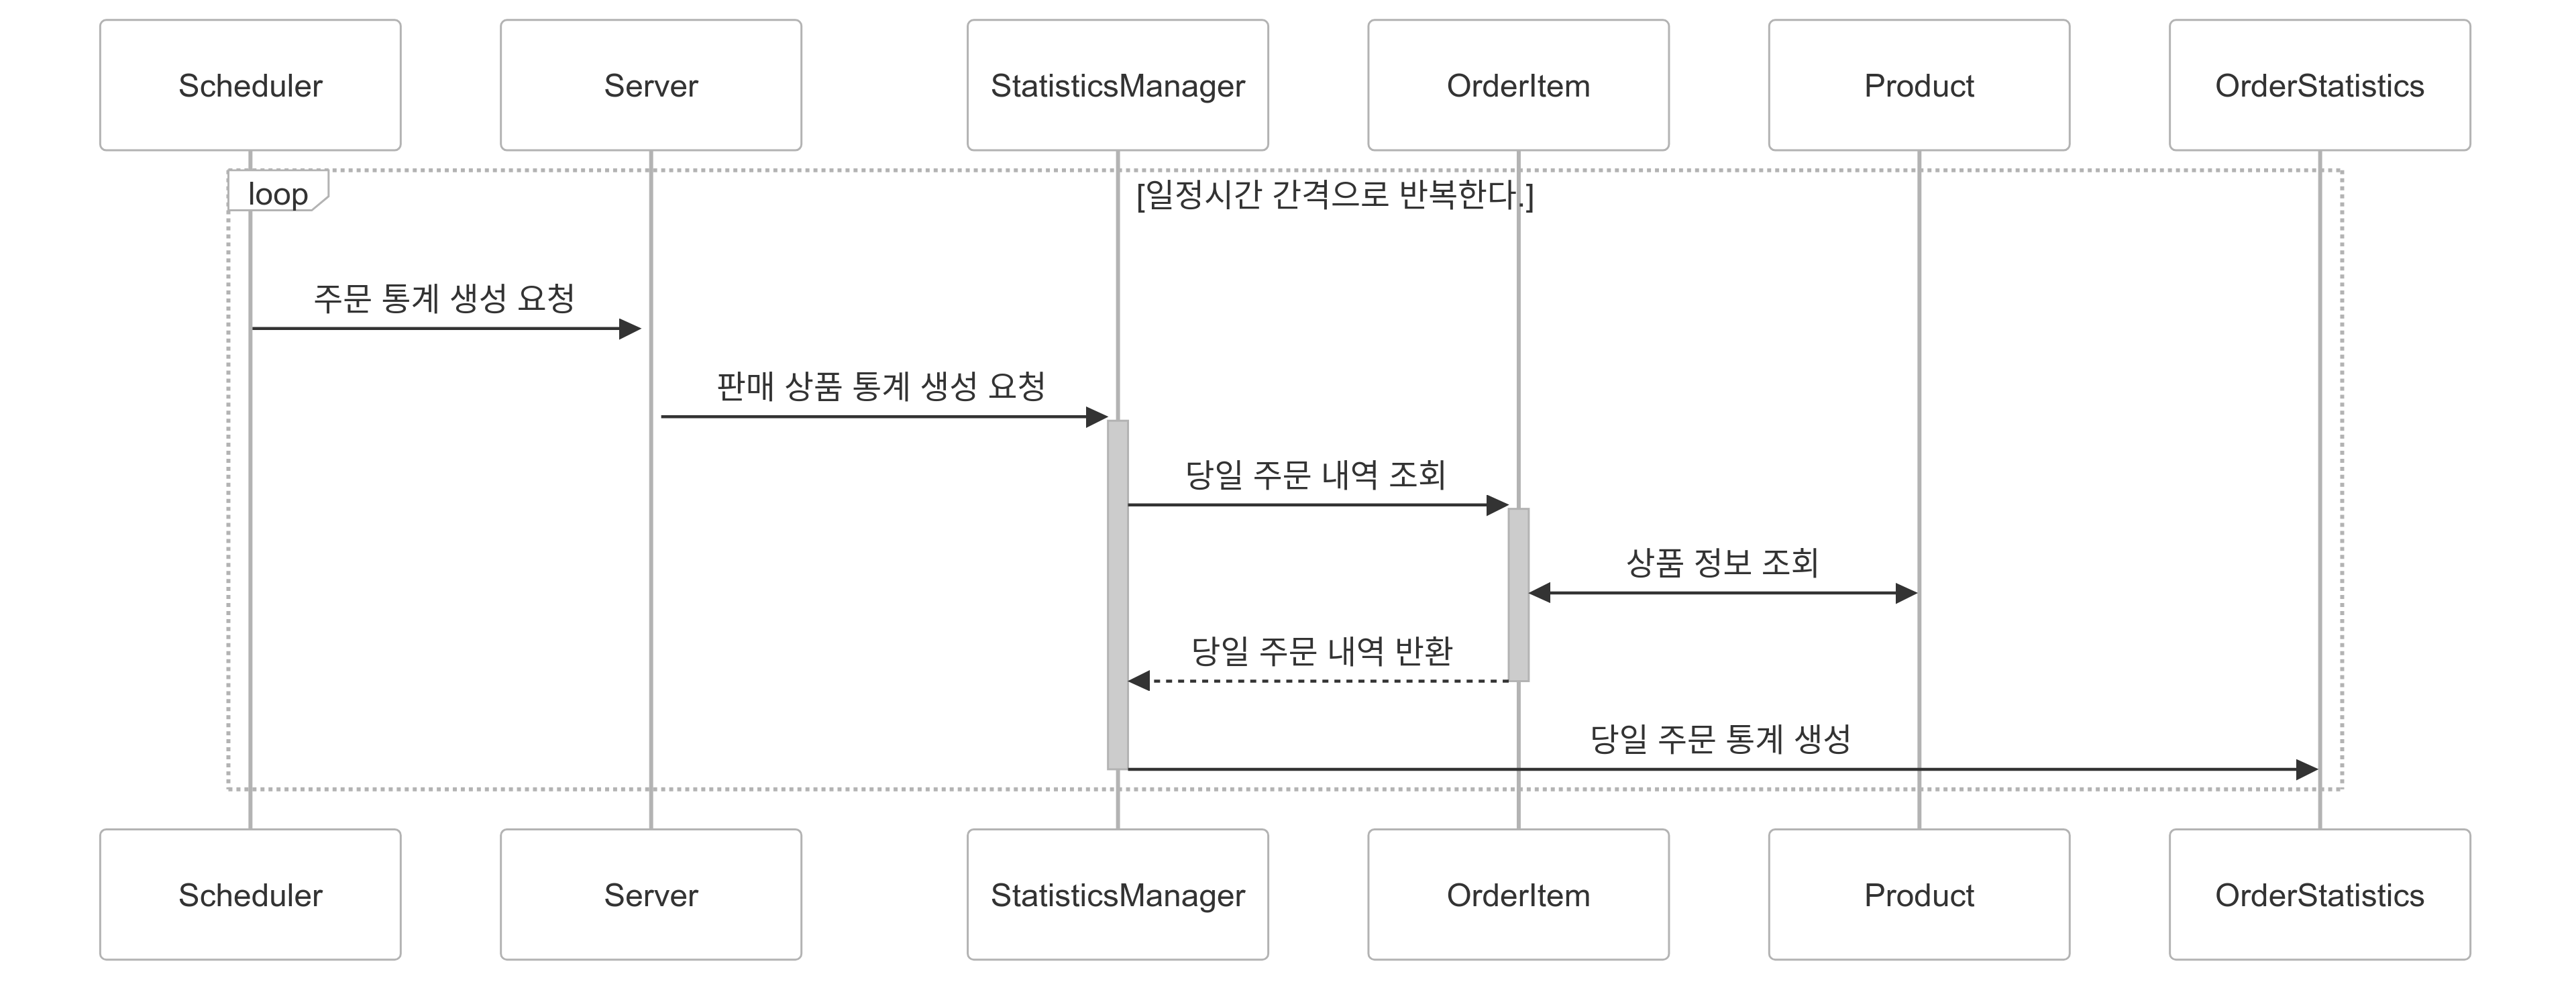 Scheduler
Server
StatisticsManager
OrderItem
Product
OrderStatistics
loop
[일정시간 간격으로 반복한다.]
주문 통계 생성 요청
판매 상품 통계 생성 요청
당일 주문 내역 조회
상품 정보 조회
당일 주문 내역 반환
당일 주문 통계 생성
Scheduler
Server
StatisticsManager
OrderItem
Product
OrderStatistics